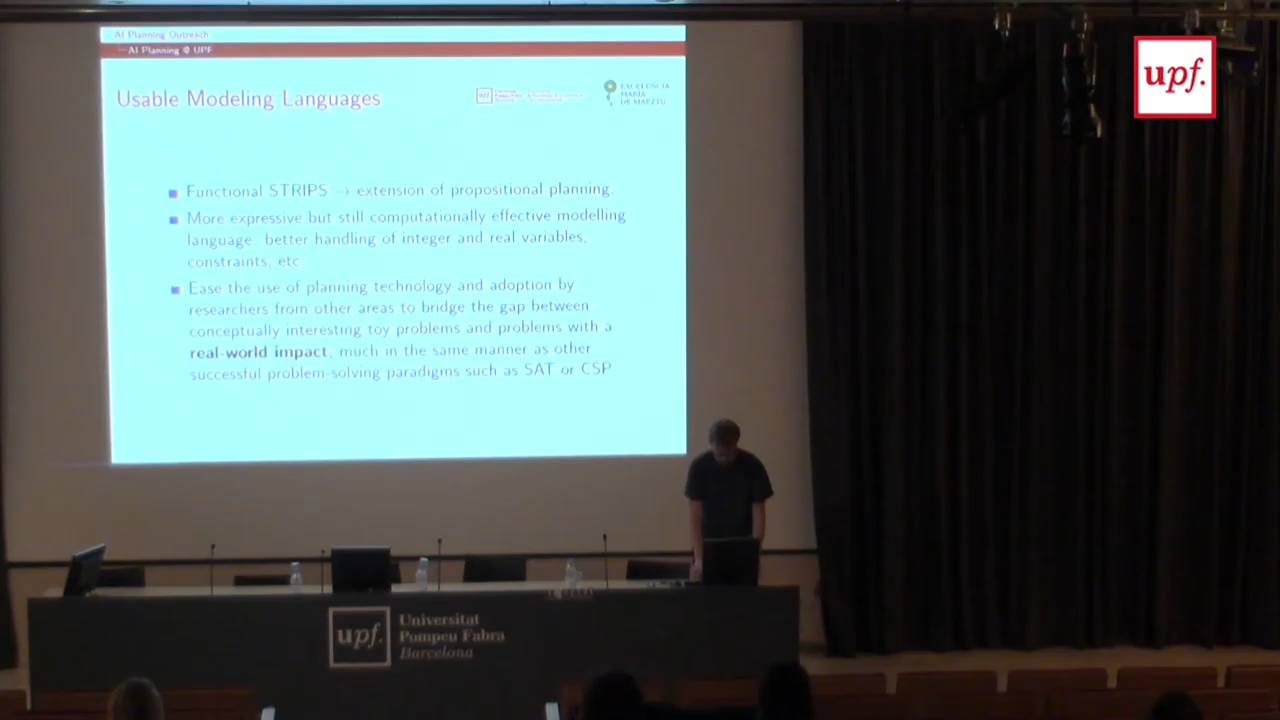 AI Planning Outreach
AI Planning @ UPF
Usable Modeling Languages
upf.
EXCELENCIA
MARÍA
DE MAEZTU
Functional STRIPS → extension of propositional planning.
More expressive but still computationally effective modelling
language: better handling of integer and real variables,
constraints, etc
Ease the use of planning technology and adoption by
researchers from other areas to bridge the gap between
conceptually interesting toy problems and problems with a
real-world impact, much in the same manner as other
successful problem-solving paradigms such as SAT or CSP.
upf.
Universitat
Pompeu Fabra
Barcelona